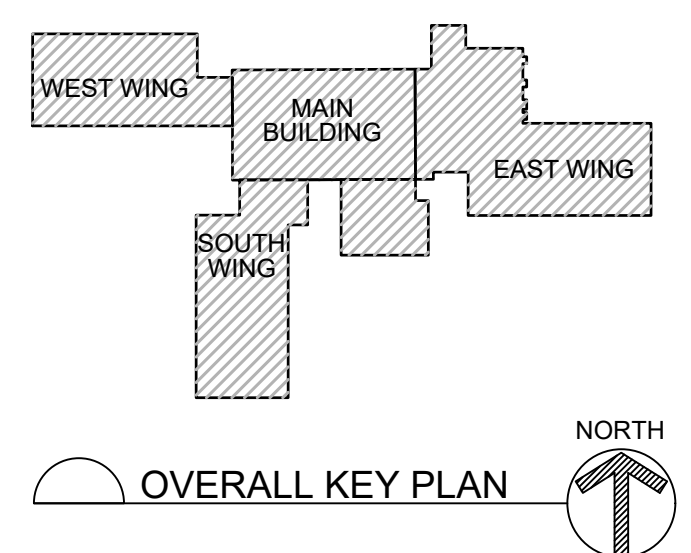 WEST WING
MAIN
BUILDING
EAST WING
SOUTH
WING
NORTH
OVERALL KEY PLAN